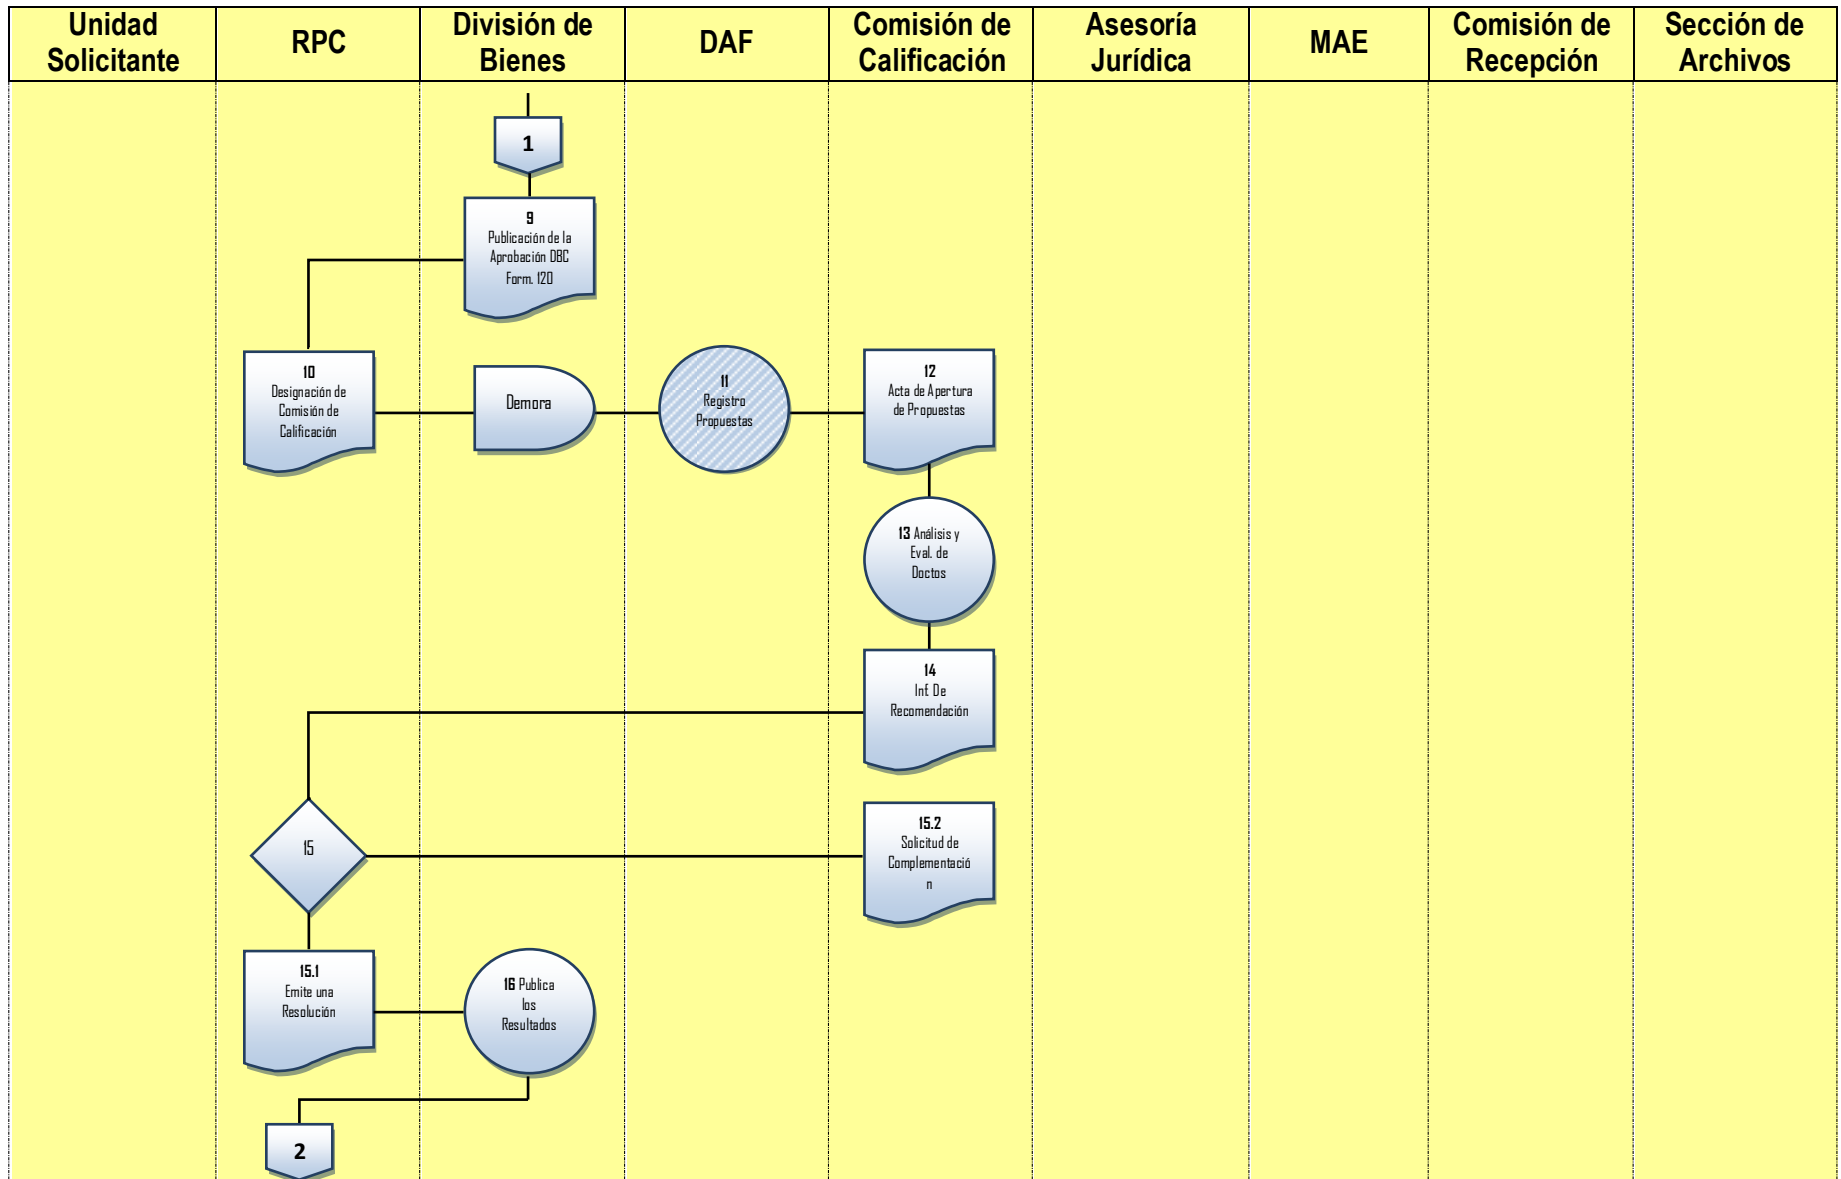 Unidad
Solicitante
RPC
División de
Bienes
DAF
Comisión de
Calificación
Asesoría
Jurídica
MAE
Comisión de
Recepción
Sección de
Archivos
1
9
Publicación de la
Aprobación DBC
Form. 120
10
Designación de
Comisión de
Calificación
Demora
11
Registro
Propuestas
12
Acta de Apertura
de Propuestas
13 Análisis y
Eval. de
Doctos
14
Inf. De
Recomendación
15
15.2
Solicitud de
Complementació
n
15.1
Emite una
Resolución
16 Publica
los
Resultados
2